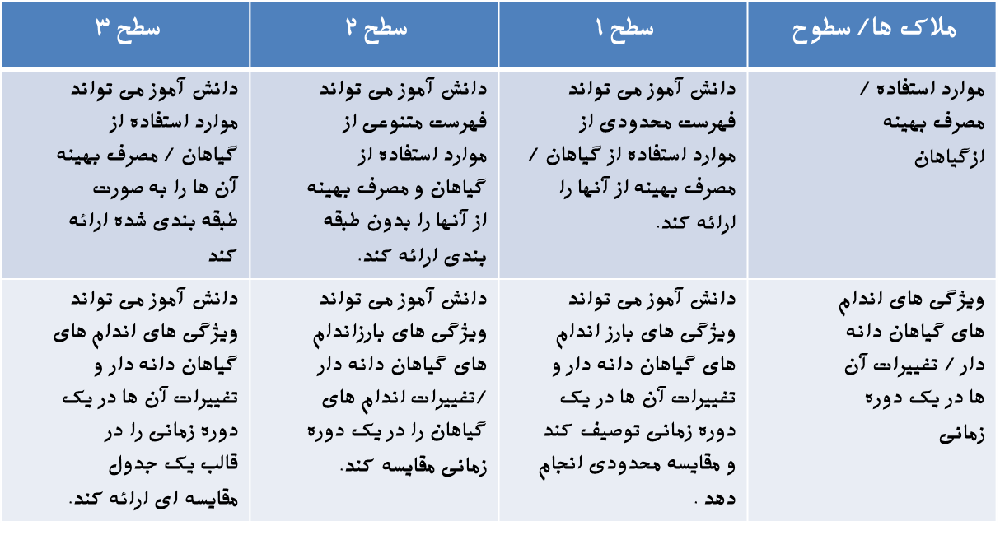 ملاک ها/ سطوح
سطح ۱
سطح ۲
سطح ۳
موارد استفاده /
مصرف بهینه
ازگیاهان
دانش آموز می تواند
فهرست محدودی از
موارد استفاده از گیاهان /
مصرف بهینه از آنها را
ارائه کند.
دانش آموز می تواند
فهرست متنوعی از
موارد استفاده از
گیاهان و مصرف بهینه
از آنها را بدون طبقه
بندی ارائه کند.
دانش آموز می تواند
موارد استفاده از
گیاهان / مصرف بهینه
آن ها را به صورت
طبقه بندی شده ارائه
کند
ویژگی های اندام
های گیاهان دانه
دار / تغییرات آن
ها در یک دوره
زمانی
دانش آموز می تواند
ویژگی های بارز اندام
های گیاهان دانه دار و
تغییرات آن ها در یک
دوره زمانی توصیف کند
و مقایسه محدودی انجام
دهد .
دانش آموز می تواند
ویژگی های بارزاندام
های گیاهان دانه دار
/تغییرات اندام های
گیاهان را در یک دوره
زمانی مقایسه کند.
دانش آموز می تواند
ویژگی های اندام های
گیاهان دانه دار و
تغییرات آن ها در یک
دوره زمانی را در
قالب یک جدول
مقایسه ای ارائه کند.